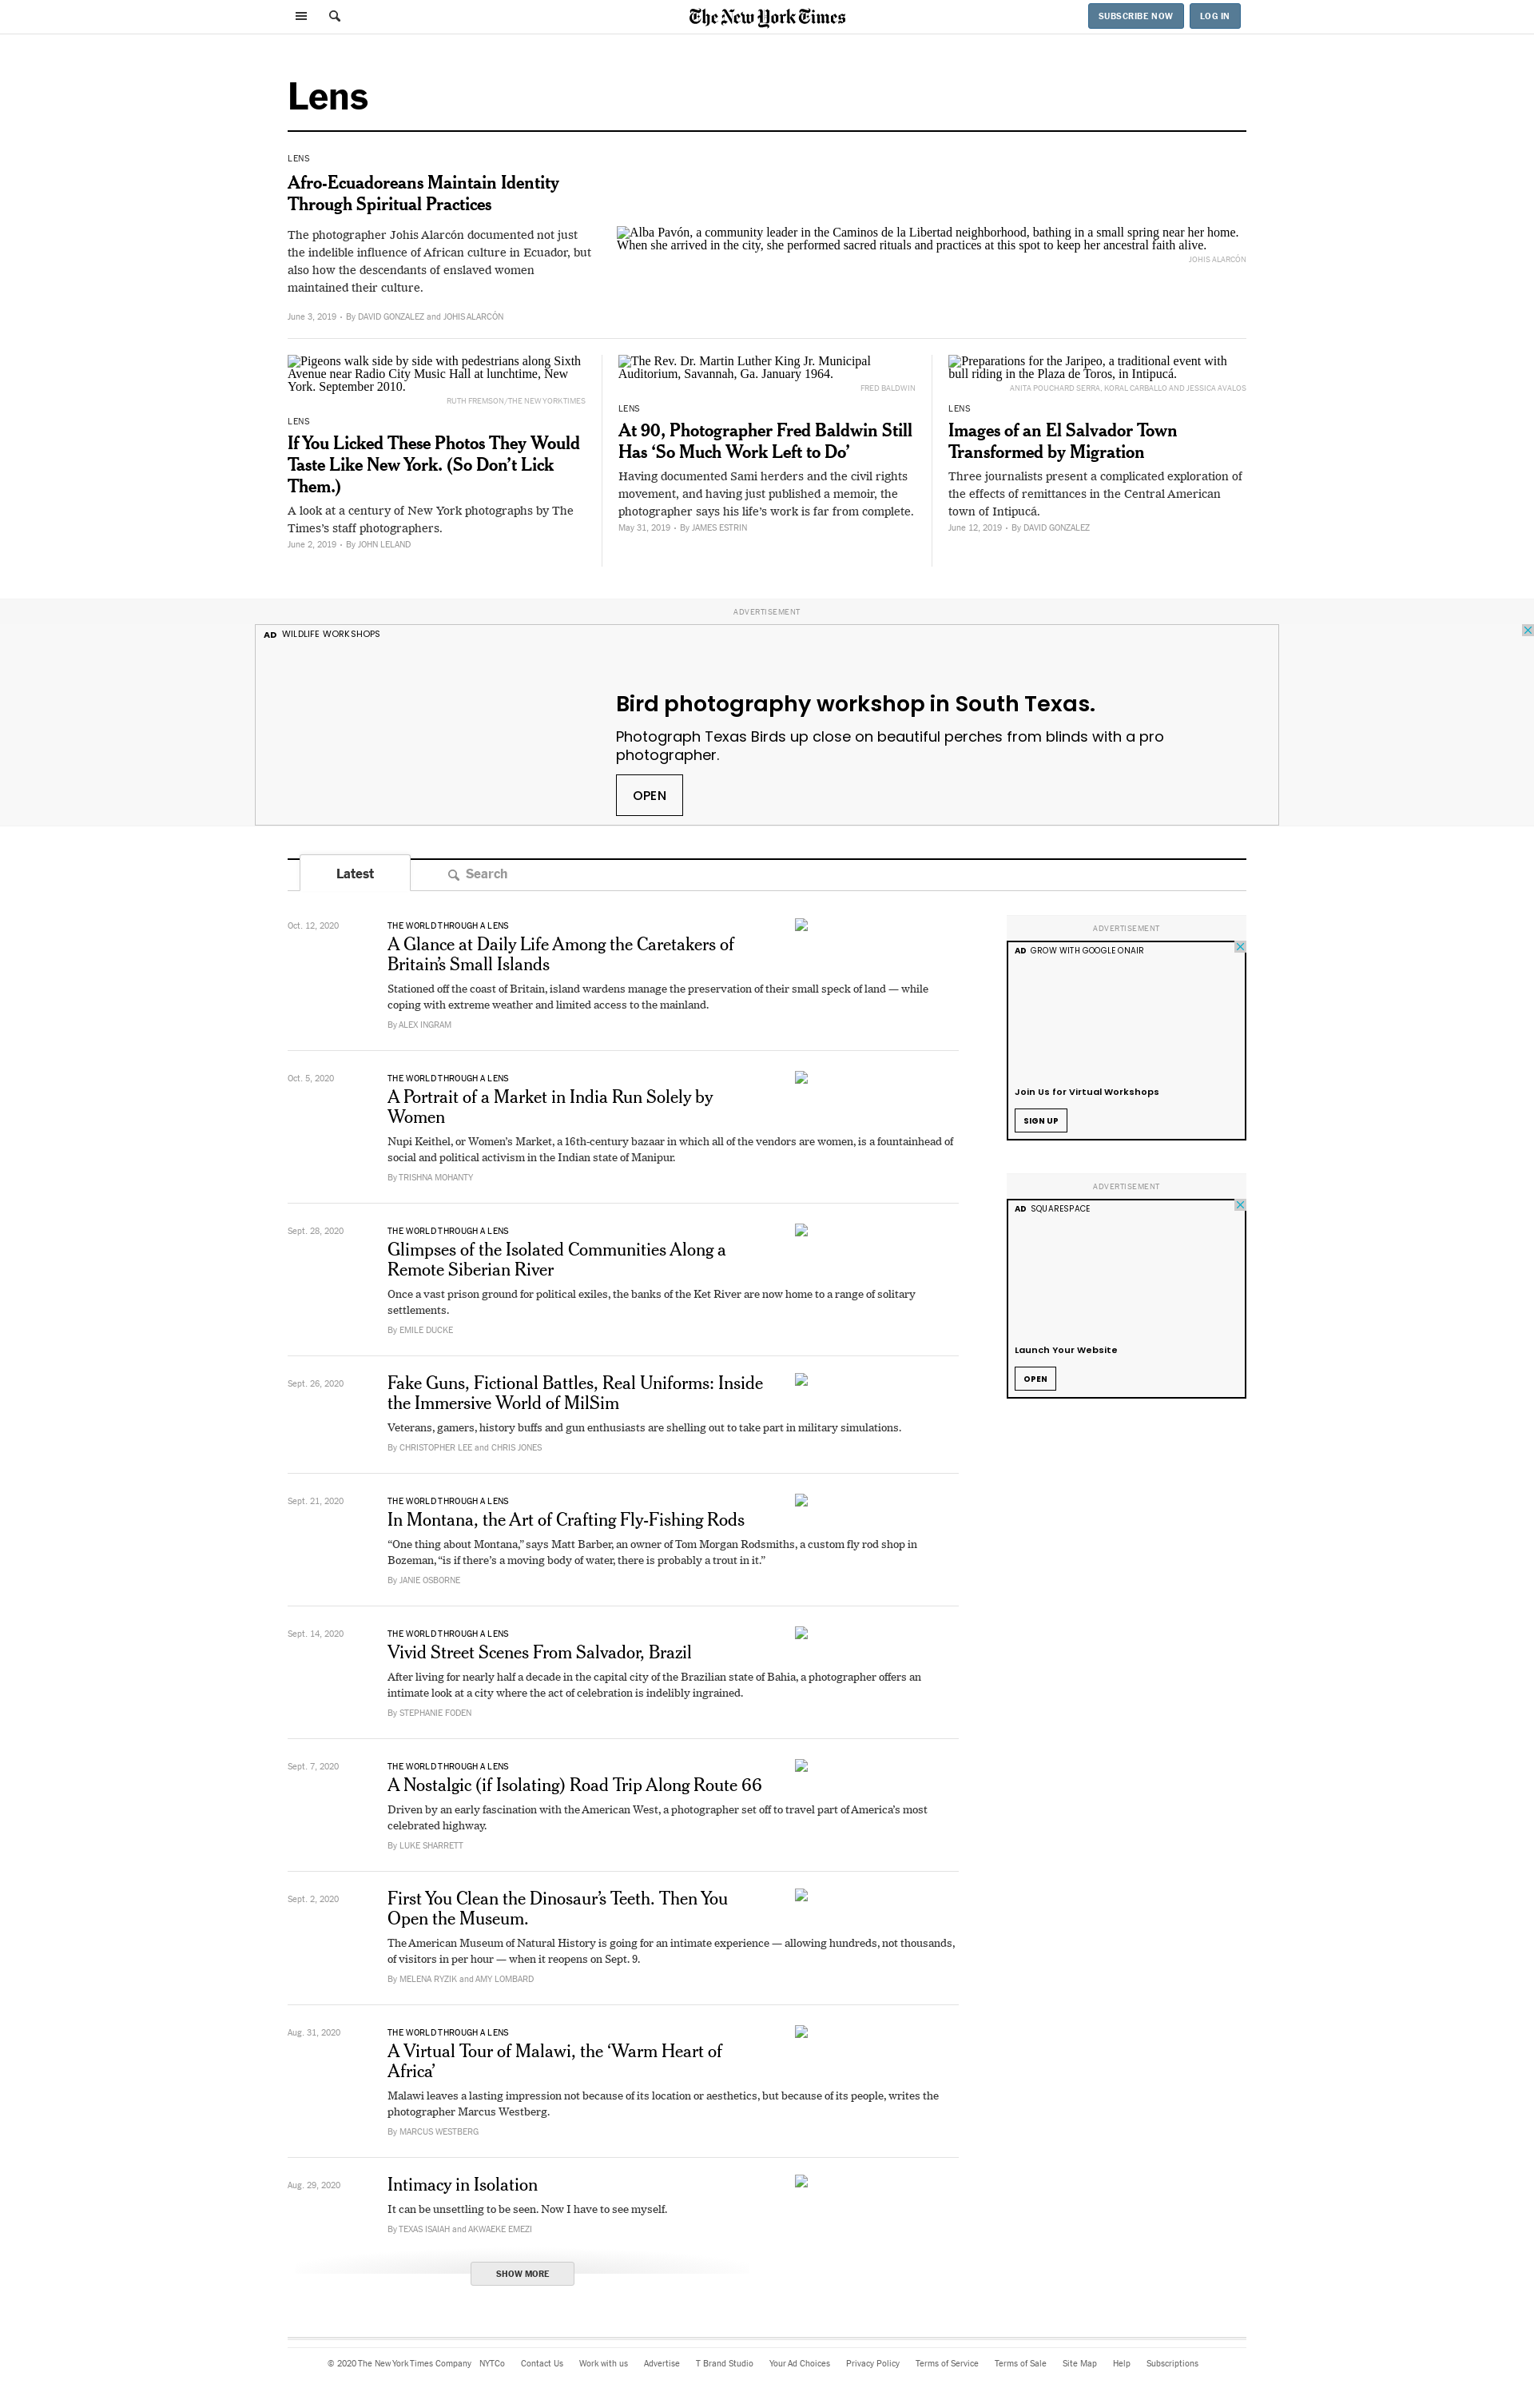 The New York Times
SUBSCRIBE NOW
LOG IN
Lens
LENS
Afro-Ecuadoreans Maintain Identity
Through Spiritual Practices
The photographer Johis Alarcón documented not just
the indelible influence of African culture in Ecuador, but
also how the descendants of enslaved women
maintained their culture.
June 3, 2019 • By DAVID GONZALEZ and JOHIS ALARCÓN
Alba Pavón, a community leader in the Caminos de la Libertad neighborhood, bathing in a small spring near her home.
When she arrived in the city, she performed sacred rituals and practices at this spot to keep her ancestral faith alive.
JOHIS ALARCÓN
Pigeons walk side by side with pedestrians along Sixth
Avenue near Radio City Music Hall at lunchtime, New
York. September 2010.
RUTH FREMSON/THE NEW YORK TIMES
LENS
If You Licked These Photos They Would
Taste Like New York. (So Don’t Lick
Them.)
A look at a century of New York photographs by The
Times’s staff photographers.
June 2, 2019 • By JOHN LELAND
The Rev. Dr. Martin Luther King Jr. Municipal
Auditorium, Savannah, Ga. January 1964.
FRED BALDWIN
LENS
At 90, Photographer Fred Baldwin Still
Has ‘So Much Work Left to Do’
Having documented Sami herders and the civil rights
movement, and having just published a memoir, the
photographer says his life’s work is far from complete.
May 31, 2019 • By JAMES ESTRIN
Preparations for the Jaripeo, a traditional event with
bull riding in the Plaza de Toros, in Intipucá.
ANITA POUCHARD SERRA, KORAL CARBALLO AND JESSICA AVALOS
LENS
Images of an El Salvador Town
Transformed by Migration
Three journalists present a complicated exploration of
the effects of remittances in the Central American
town of Intipucá.
June 12, 2019 • By DAVID GONZALEZ
ADVERTISEMENT
AD WILDLIFE WORKSHOPS
Bird photography workshop in South Texas.
Photograph Texas Birds up close on beautiful perches from blinds with a pro
photographer.
OPEN
Latest
Search
Oct. 12, 2020
THE WORLD THROUGH A LENS
A Glance at Daily Life Among the Caretakers of
Britain’s Small Islands
Stationed off the coast of Britain, island wardens manage the preservation of their small speck of land — while
coping with extreme weather and limited access to the mainland.
By ALEX INGRAM
Oct. 5, 2020
THE WORLD THROUGH A LENS
A Portrait of a Market in India Run Solely by
Women
Nupi Keithel, or Women’s Market, a 16th-century bazaar in which all of the vendors are women, is a fountainhead of
social and political activism in the Indian state of Manipur.
By TRISHNA MOHANTY
Sept. 28, 2020
THE WORLD THROUGH A LENS
Glimpses of the Isolated Communities Along a
Remote Siberian River
Once a vast prison ground for political exiles, the banks of the Ket River are now home to a range of solitary
settlements.
By EMILE DUCKE
Sept. 26, 2020
Fake Guns, Fictional Battles, Real Uniforms: Inside
the Immersive World of MilSim
Veterans, gamers, history buffs and gun enthusiasts are shelling out to take part in military simulations.
By CHRISTOPHER LEE and CHRIS JONES
Sept. 21, 2020
THE WORLD THROUGH A LENS
In Montana, the Art of Crafting Fly-Fishing Rods
“One thing about Montana,” says Matt Barber, an owner of Tom Morgan Rodsmiths, a custom fly rod shop in
Bozeman, “is if there’s a moving body of water, there is probably a trout in it.”
By JANIE OSBORNE
Sept. 14, 2020
THE WORLD THROUGH A LENS
Vivid Street Scenes From Salvador, Brazil
After living for nearly half a decade in the capital city of the Brazilian state of Bahia, a photographer offers an
intimate look at a city where the act of celebration is indelibly ingrained.
By STEPHANIE FODEN
Sept. 7, 2020
THE WORLD THROUGH A LENS
A Nostalgic (if Isolating) Road Trip Along Route 66
Driven by an early fascination with the American West, a photographer set off to travel part of America’s most
celebrated highway.
By LUKE SHARRETT
Sept. 2, 2020
First You Clean the Dinosaur’s Teeth. Then You
Open the Museum.
The American Museum of Natural History is going for an intimate experience — allowing hundreds, not thousands,
of visitors in per hour — when it reopens on Sept. 9.
By MELENA RYZIK and AMY LOMBARD
Aug. 31, 2020
THE WORLD THROUGH A LENS
A Virtual Tour of Malawi, the ‘Warm Heart of
Africa’
Malawi leaves a lasting impression not because of its location or aesthetics, but because of its people, writes the
photographer Marcus Westberg.
By MARCUS WESTBERG
Aug. 29, 2020
Intimacy in Isolation
It can be unsettling to be seen. Now I have to see myself.
By TEXAS ISAIAH and AKWAEKE EMEZI
SHOW MORE
ADVERTISEMENT
AD GROW WITH GOOGLE ONAIR
Join Us for Virtual Workshops
SIGN UP
ADVERTISEMENT
AD SQUARESPACE
Launch Your Website
OPEN
© 2020 The New York Times Company NYTCo Contact Us Work with us Advertise T Brand Studio Your Ad Choices Privacy Policy Terms of Service Terms of Sale Site Map Help Subscriptions